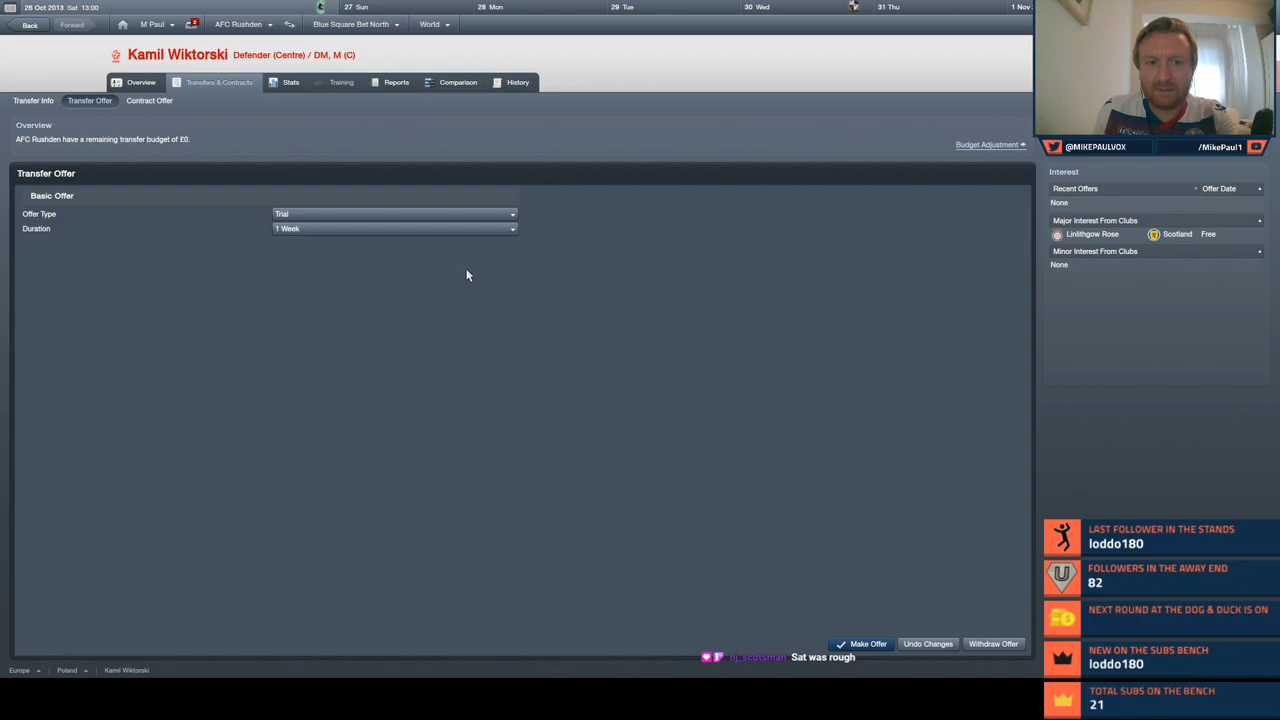 26 Oct 2013 Sat 13:00
27 Sun
28 Mon
29 Tue
30 Wed
31 Thu
1 Nov
Back
Forward
M Paul
AFC Rushden
Blue Square Bet North
World
Kamil Wiktorski Defender (Centre) / DM, M (C)
Overview
Transfers & Contracts
Stats
Training
Reports
Comparison
History
Transfer Info
Transfer Offer
Contract Offer
Overview
AFC Rushden have a remaining transfer budget of £0.
Budget Adjustment
Transfer Offer
Basic Offer
Offer Type Trial
Duration 1 Week
@MIKEPAULVOX
/MikePaul1
Interest
Recent Offers Offer Date
None
Major Interest From Clubs
Linlithgow Rose Scotland Free
Minor Interest From Clubs
None
LAST FOLLOWER IN THE STANDS
loddo180
FOLLOWERS IN THE AWAY END
82
NEXT ROUND AT THE DOG & DUCK IS ON
NEW ON THE SUBS BENCH
loddo180
TOTAL SUBS ON THE BENCH
21
Make Offer
Undo Changes
Withdraw Offer
nj_scotsman Sat was rough
Europe
Poland
Kamil Wiktorski